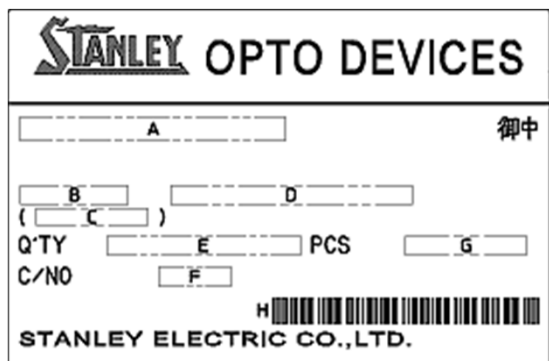 STANLEY OPTO DEVICES
A 御中
B D
( C )
Q'TY E PCS G
C/NO F
H
STANLEY ELECTRIC CO.,LTD.